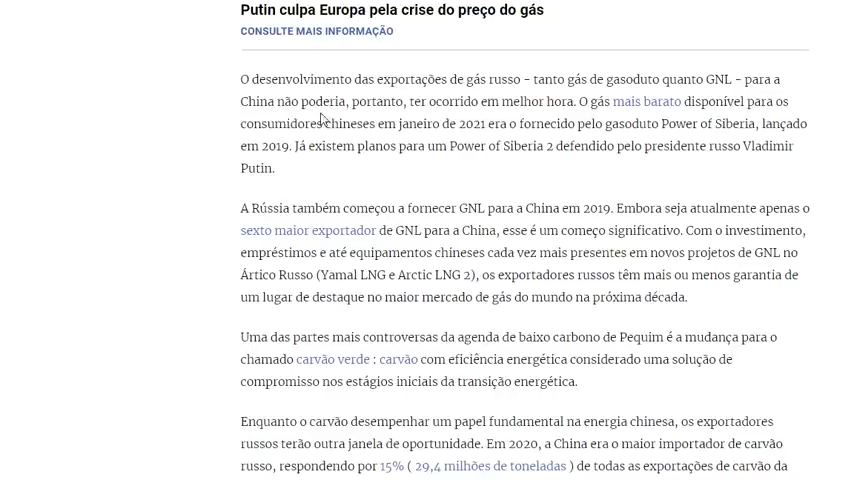 Putin culpa Europa pela crise do preço do gás
CONSULTE MAIS INFORMAÇÃO
O desenvolvimento das exportações de gás russo - tanto gás de gasoduto quanto GNL - para a
China não poderia, portanto, ter ocorrido em melhor hora. O gás mais barato disponível para os
consumidores chineses em janeiro de 2021 era o fornecido pelo gasoduto Power of Siberia, lançado
em 2019. Já existem planos para um Power of Siberia 2 defendido pelo presidente russo Vladimir
Putin.
A Rússia também começou a fornecer GNL para a China em 2019. Embora seja atualmente apenas o
sexto maior exportador de GNL para a China, esse é um começo significativo. Com o investimento,
empréstimos e até equipamentos chineses cada vez mais presentes em novos projetos de GNL no
Ártico Russo (Yamal LNG e Arctic LNG 2), os exportadores russos têm mais ou menos garantia de
um lugar de destaque no maior mercado de gás do mundo na próxima década.
Uma das partes mais controversas da agenda de baixo carbono de Pequim é a mudança para o
chamado carvão verde : carvão com eficiência energética considerado uma solução de
compromisso nos estágios iniciais da transição energética.
Enquanto o carvão desempenhar um papel fundamental na energia chinesa, os exportadores
russos terão outra janela de oportunidade. Em 2020, a China era o maior importador de carvão
russo, respondendo por 15% ( 29,4 milhões de toneladas ) de todas as exportações de carvão da